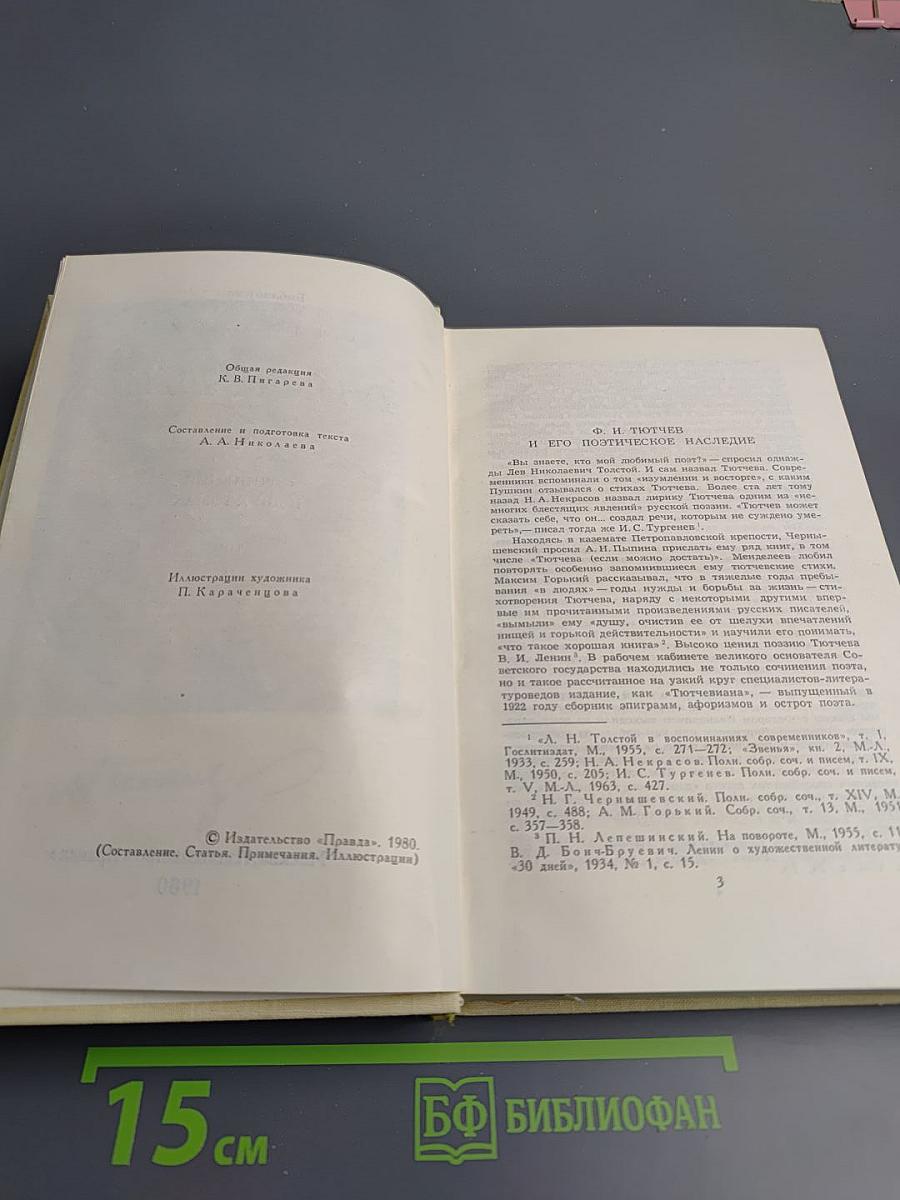 Общая редакция
К. В. Пигарева
Составление и подготовка текста
А. А. Николаева
Иллюстрации художника
П. Караченцова
© Издательство «Правда». 1980.
(Составление. Статья. Примечания. Иллюстрации)
Ф. И. ТЮТЧЕВ
И ЕГО ПОЭТИЧЕСКОЕ НАСЛЕДИЕ
«Вы знаете, кто мой любимый поэт?» — спросил однаж-
ды Лев Николаевич Толстой. И сам назвал Тютчева. Совре-
менники вспоминали о том «изумлении и восторге», с каким
Пушкин отзывался о стихах Тютчева. Более ста лет тому
назад Н. А. Некрасов назвал лирику Тютчева одним из «не-
многих блестящих явлений» русской поэзии. «Тютчев может
сказать себе, что он... создал речи, которым не суждено уме-
реть»,— писал тогда же И. С. Тургенев¹.
Находясь в каземате Петропавловской крепости, Черны-
шевский просил А. Н. Пыпина прислать ему ряд книг, в том
числе «Тютчева (если можно достать)». Менделеев любил
повторять особенно запомнившиеся ему тютчевские стихи.
Максим Горький рассказывал, что в тяжелые годы пребы-
вания «в людях» — годы нужды и борьбы за жизнь — сти-
хотворения Тютчева, наряду с некоторыми другими впер-
вые им прочитанными произведениями русских писателей,
«вымыли» ему «душу, очистив ее от шелухи впечатлений
нищей и горькой действительности» и научили его понимать,
«что такое хорошая книга»². Высоко ценил поэзию Тютчева
В. И. Ленин³. В рабочем кабинете великого основателя Со-
ветского государства находились не только сочинения поэта,
но и такое рассчитанное на узкий круг специалистов-литера-
туроведов издание, как «Тютчевиана», — выпущенный в
1922 году сборник эпиграмм, афоризмов и острот поэта.
¹ «Л. Н. Толстой в воспоминаниях современников», т. I,
Гослитиздат, М., 1955, с. 271—272; «Звенья», кн. 2, М.-Л.,
1933, с. 259; Н. А. Некрасов. Полн. собр. соч. и писем, т. IX,
М., 1950, с. 205; И. С. Тургенев. Полн. собр. соч. и писем,
т. V, М.-Л., 1963, с. 427.
² Н. Г. Чернышевский. Полн. собр. соч., т. XIV, М.
1949, с. 488; А. М. Горький. Собр. соч., т. 13, М., 1951
с. 357—358.
³ П. Н. Лепешинский. На повороте, М., 1955, с. 11
В. Д. Бонч-Бруевич. Ленин о художественной литерату
«30 дней», 1934, № 1, с. 15.
3
15 см
БФ БИБЛИОФАН